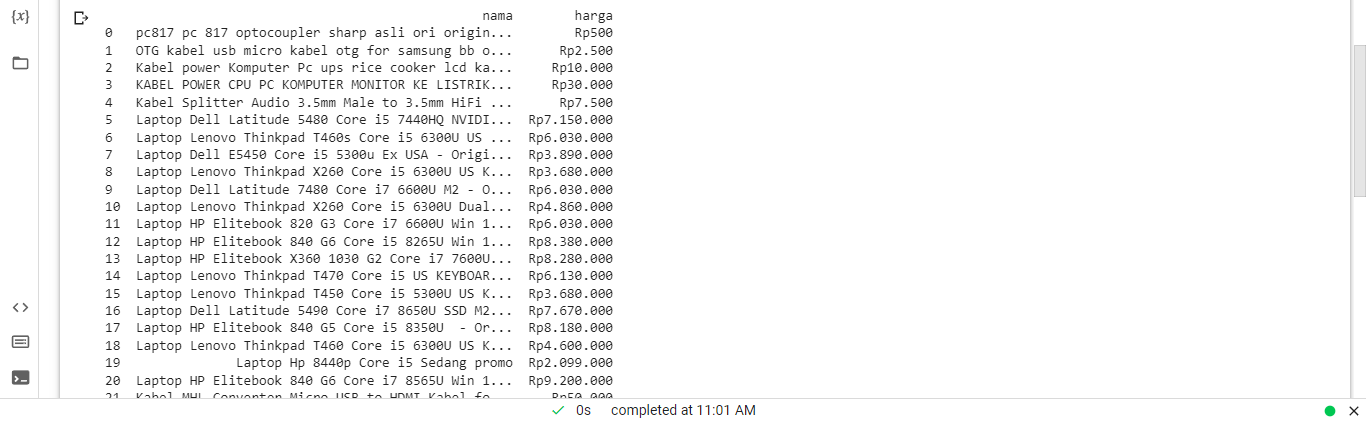 {x}
nama harga
0 pc817 pc 817 optocoupler sharp asli ori origin... Rp500
1 OTG kabel usb micro kabel otg for samsung bb o... Rp2.500
2 Kabel power Komputer Pc ups rice cooker lcd ka... Rp10.000
3 KABEL POWER CPU PC KOMPUTER MONITOR KE LISTRIK... Rp30.000
4 Kabel Splitter Audio 3.5mm Male to 3.5mm HiFi ... Rp7.500
5 Laptop Dell Latitude 5480 Core i5 7440HQ NVIDI... Rp7.150.000
6 Laptop Lenovo Thinkpad T460s Core i5 6300U US ... Rp6.030.000
7 Laptop Dell E5450 Core i5 5300u Ex USA - Origi... Rp3.890.000
8 Laptop Lenovo Thinkpad X260 Core i5 6300U US K... Rp3.680.000
9 Laptop Dell Latitude 7480 Core i7 6600U M2 - O... Rp6.030.000
10 Laptop Lenovo Thinkpad X260 Core i5 6300U Dual... Rp4.860.000
11 Laptop HP Elitebook 820 G3 Core i7 6600U Win 1... Rp6.030.000
12 Laptop HP Elitebook 840 G6 Core i5 8265U Win 1... Rp8.380.000
13 Laptop HP Elitebook X360 1030 G2 Core i7 7600U... Rp8.280.000
14 Laptop Lenovo Thinkpad T470 Core i5 US KEYBOAR... Rp6.130.000
15 Laptop Lenovo Thinkpad T450 Core i5 5300U US K... Rp3.680.000
16 Laptop Dell Latitude 5490 Core i7 8650U SSD M2... Rp7.670.000
17 Laptop HP Elitebook 840 G5 Core i5 8350U  - Or... Rp8.180.000
18 Laptop Lenovo Thinkpad T460 Core i5 6300U US K... Rp4.600.000
19 Laptop Hp 8440p Core i5 Sedang promo Rp2.099.000
20 Laptop HP Elitebook 840 G6 Core i7 8565U Win 1... Rp9.200.000
21 Kabel MHL Converter Micro USB to HDMI Kabel fo... Rp50.000
0s completed at 11:01 AM